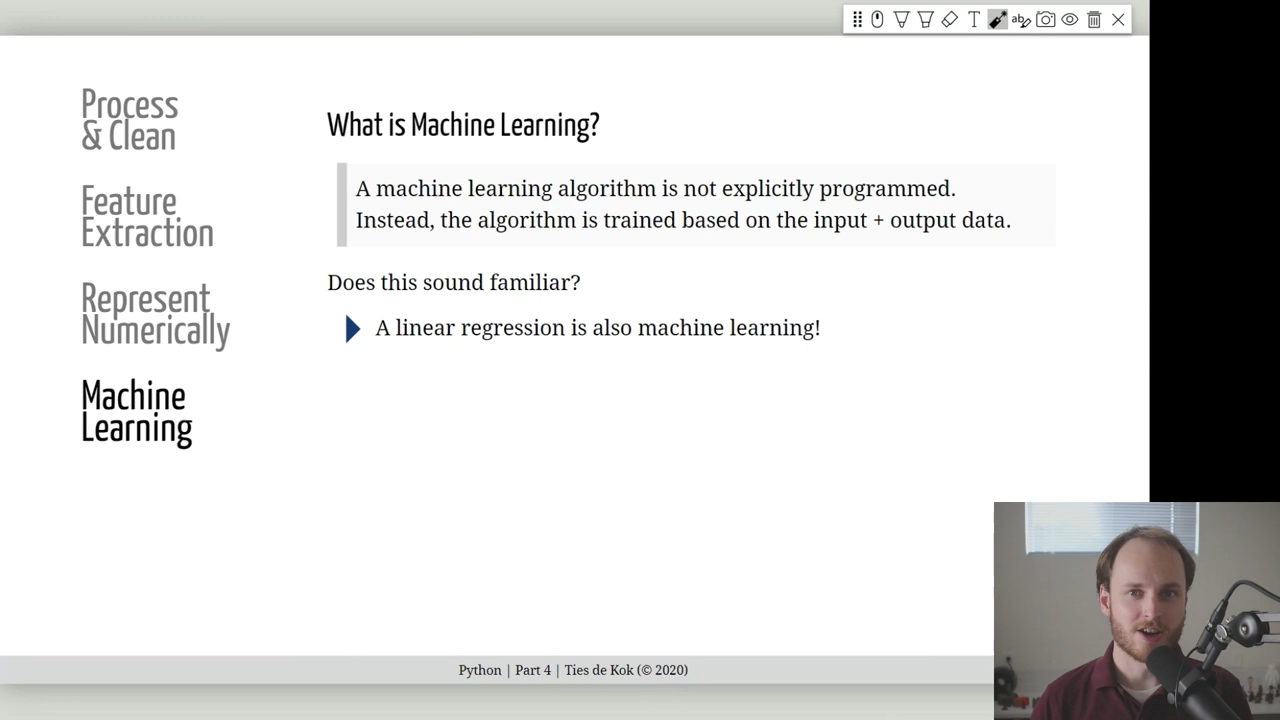 Process
& Clean
Feature
Extraction
Represent
Numerically
Machine
Learning
What is Machine Learning?
A machine learning algorithm is not explicitly programmed.
Instead, the algorithm is trained based on the input + output data.
Does this sound familiar?
A linear regression is also machine learning!
Python | Part 4 | Ties de Kok (© 2020)